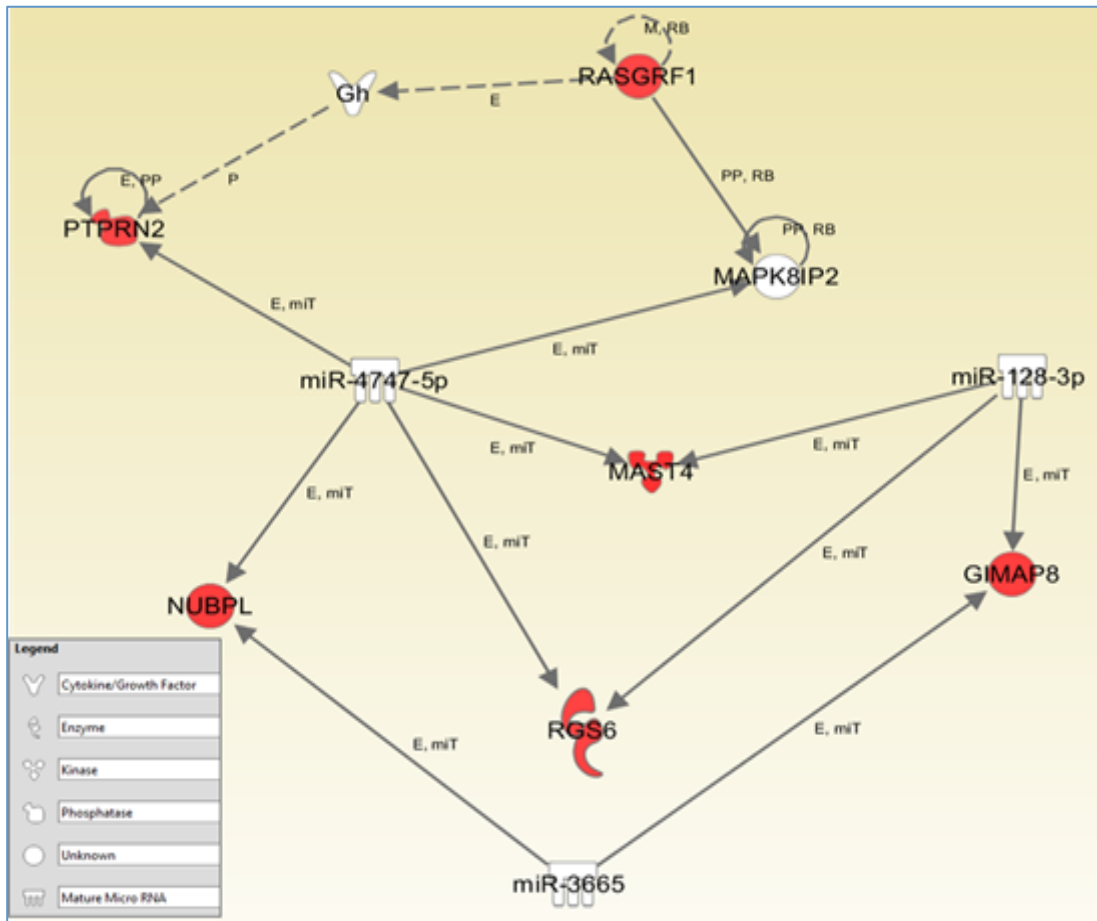 M, RB
RASGRF1
Gh
E
E, PP
P
PTPRN2
PP, RB
PP, RB
MAPK8IP2
E, miT
E, miT
miR-4747-5p
miR-128-3p
E, miT
E, miT
MAST4
E, miT
E, miT
E, miT
E, miT
GIMAP8
NUBPL
Legend
Cytokine/Growth Factor
Enzyme
Kinase
Phosphatase
Unknown
Mature Micro RNA
RGS6
E, miT
E, miT
miR-3665